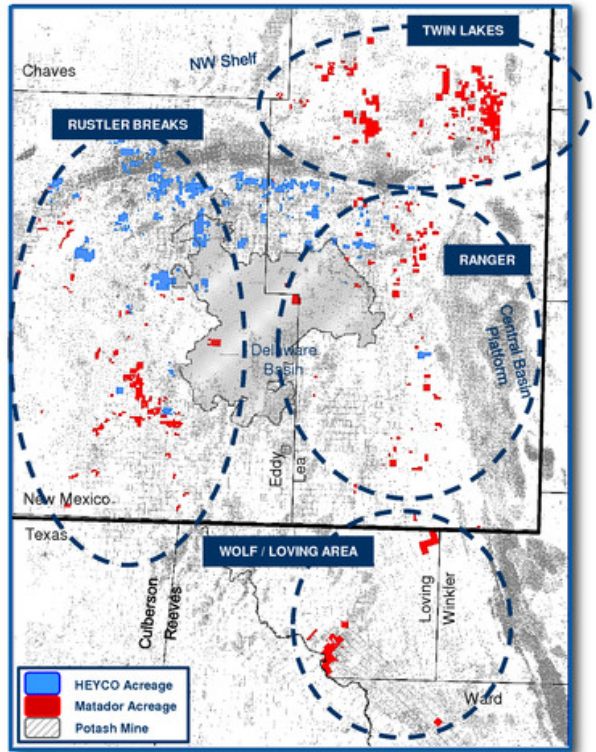 TWIN LAKES
NW Shelf
Chaves
RUSTLER BREAKS
RANGER
Central Basin
Platform
Delaware
Basin
Eddy
Lea
New Mexico
Texas
WOLF / LOVING AREA
Culberson
Reeves
Loving
Winkler
Ward
HEYCO Acreage
Matador Acreage
Potash Mine